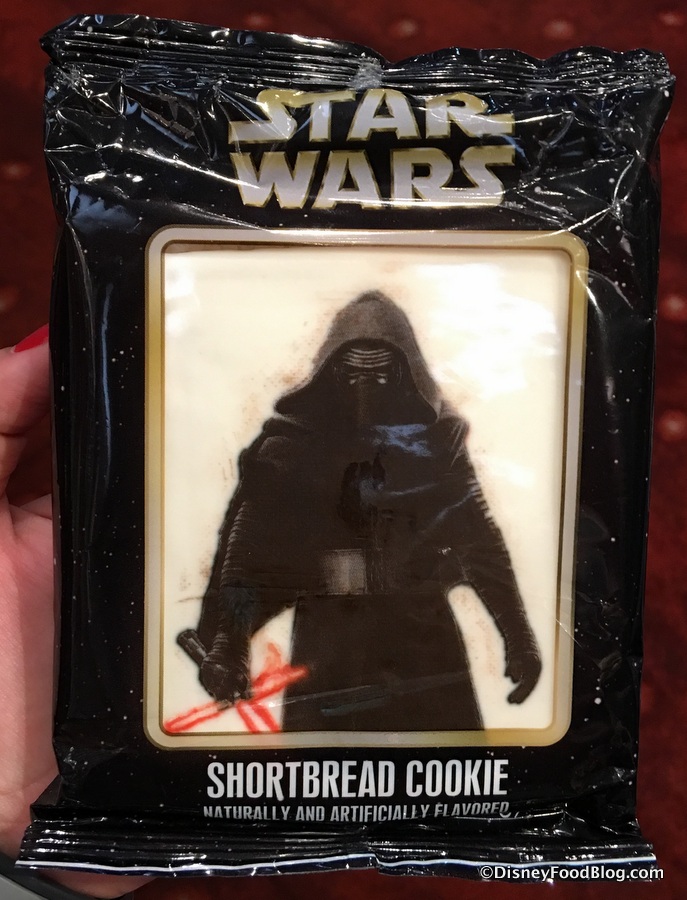 STAR
WARS
SHORTBREAD COOKIE
NATURALLY AND ARTIFICIALLY FLAVORED
©DisneyFoodBlog.com